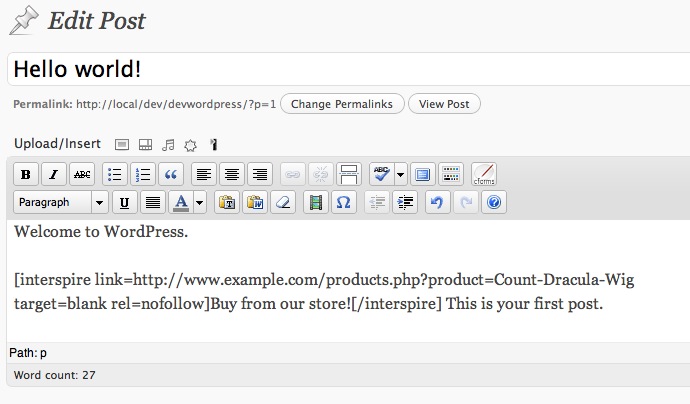 Edit Post
Hello world!
Permalink: http://local/dev/devwordpress/?p=1 Change Permalinks View Post
Upload/Insert
B I ABC ABC cforms
Paragraph U A T W Ω ?
Welcome to WordPress.
[interspire link=http://www.example.com/products.php?product=Count-Dracula-Wig
target=blank rel=nofollow]Buy from our store![/interspire] This is your first post.
Path: p
Word count: 27